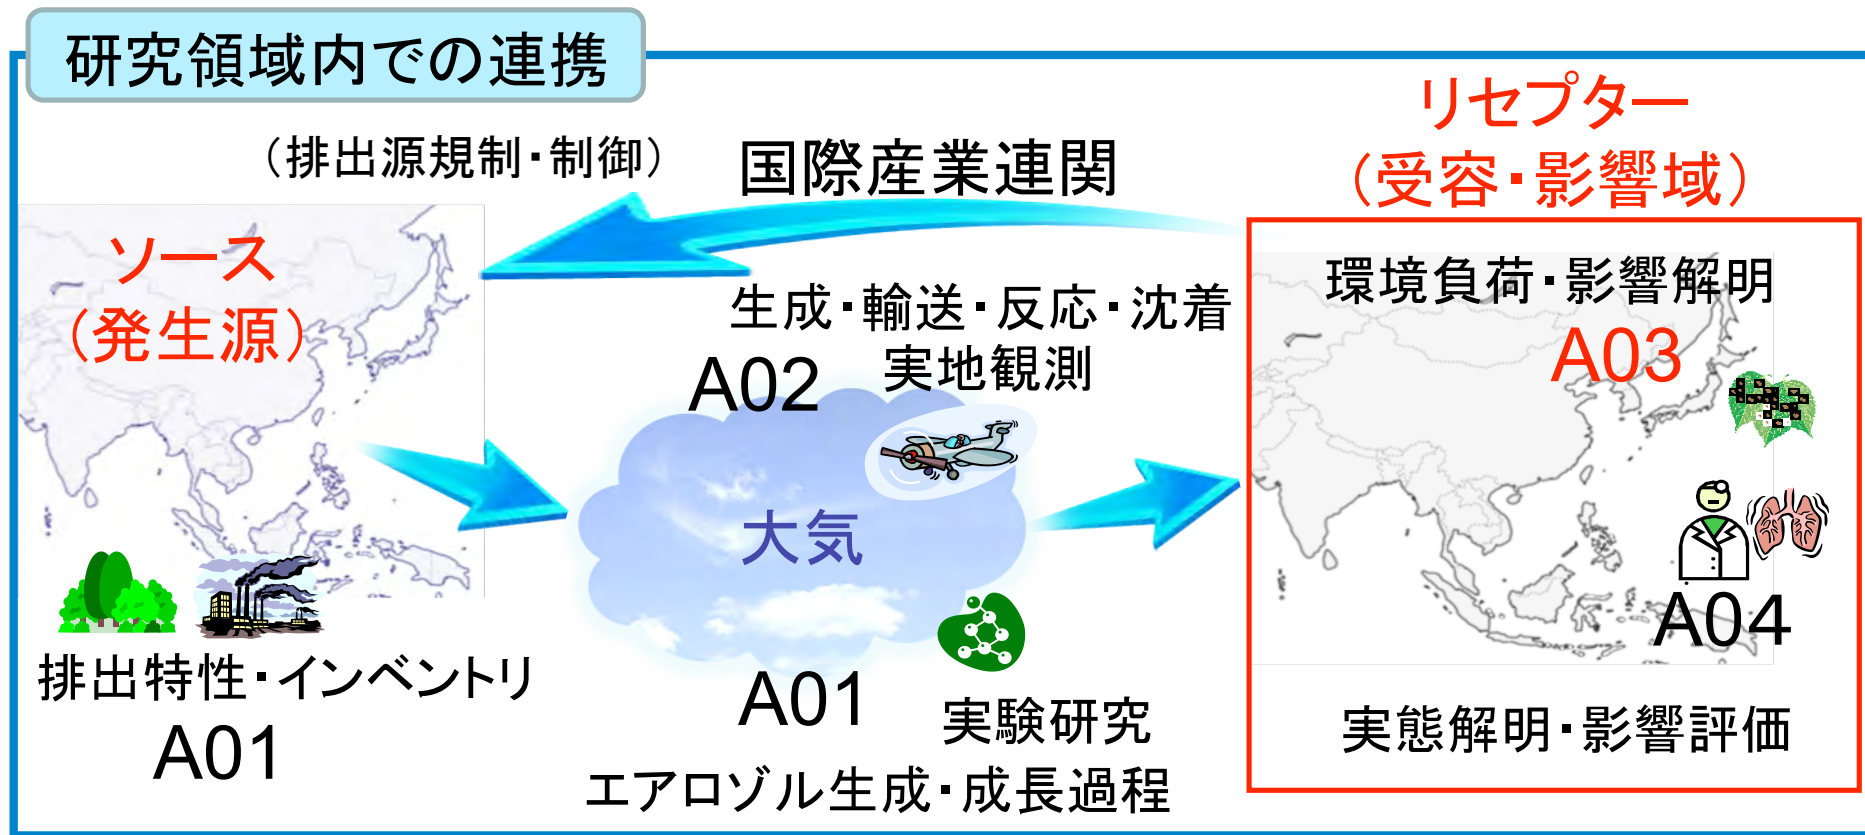 研究領域内での連携
（排出源規制・制御）
国際産業連関
リセプター
（受容・影響域）
ソース
（発生源）
生成・輸送・反応・沈着
実地観測
A02
大気
環境負荷・影響解明
A03
A04
実態解明・影響評価
排出特性・インベントリ
A01
A01
実験研究
エアロゾル生成・成長過程